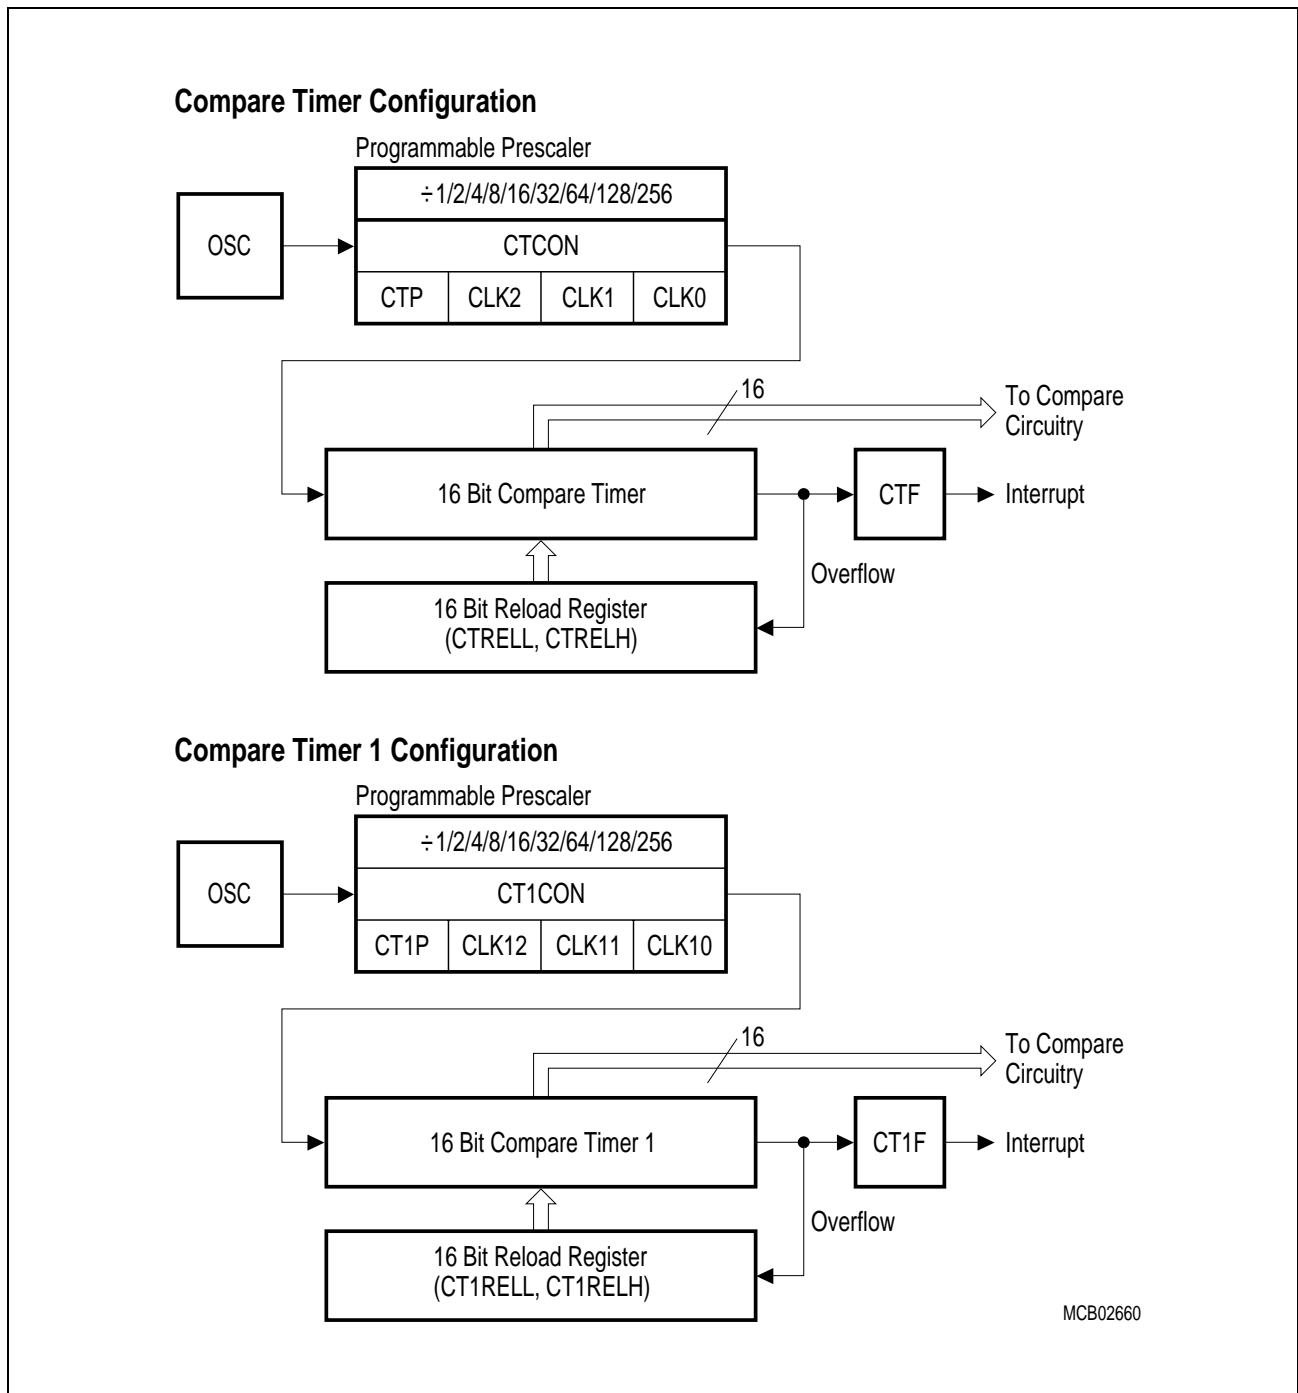 Compare Timer Configuration
Programmable Prescaler
÷1/2/4/8/16/32/64/128/256
OSC
CTCON
CTP CLK2 CLK1 CLK0
16
To Compare
Circuitry
16 Bit Compare Timer
CTF
Interrupt
Overflow
16 Bit Reload Register
(CTRELL, CTRELH)
Compare Timer 1 Configuration
Programmable Prescaler
÷1/2/4/8/16/32/64/128/256
OSC
CT1CON
CT1P CLK12 CLK11 CLK10
16
To Compare
Circuitry
16 Bit Compare Timer 1
CT1F
Interrupt
Overflow
16 Bit Reload Register
(CT1RELL, CT1RELH)
MCB02660